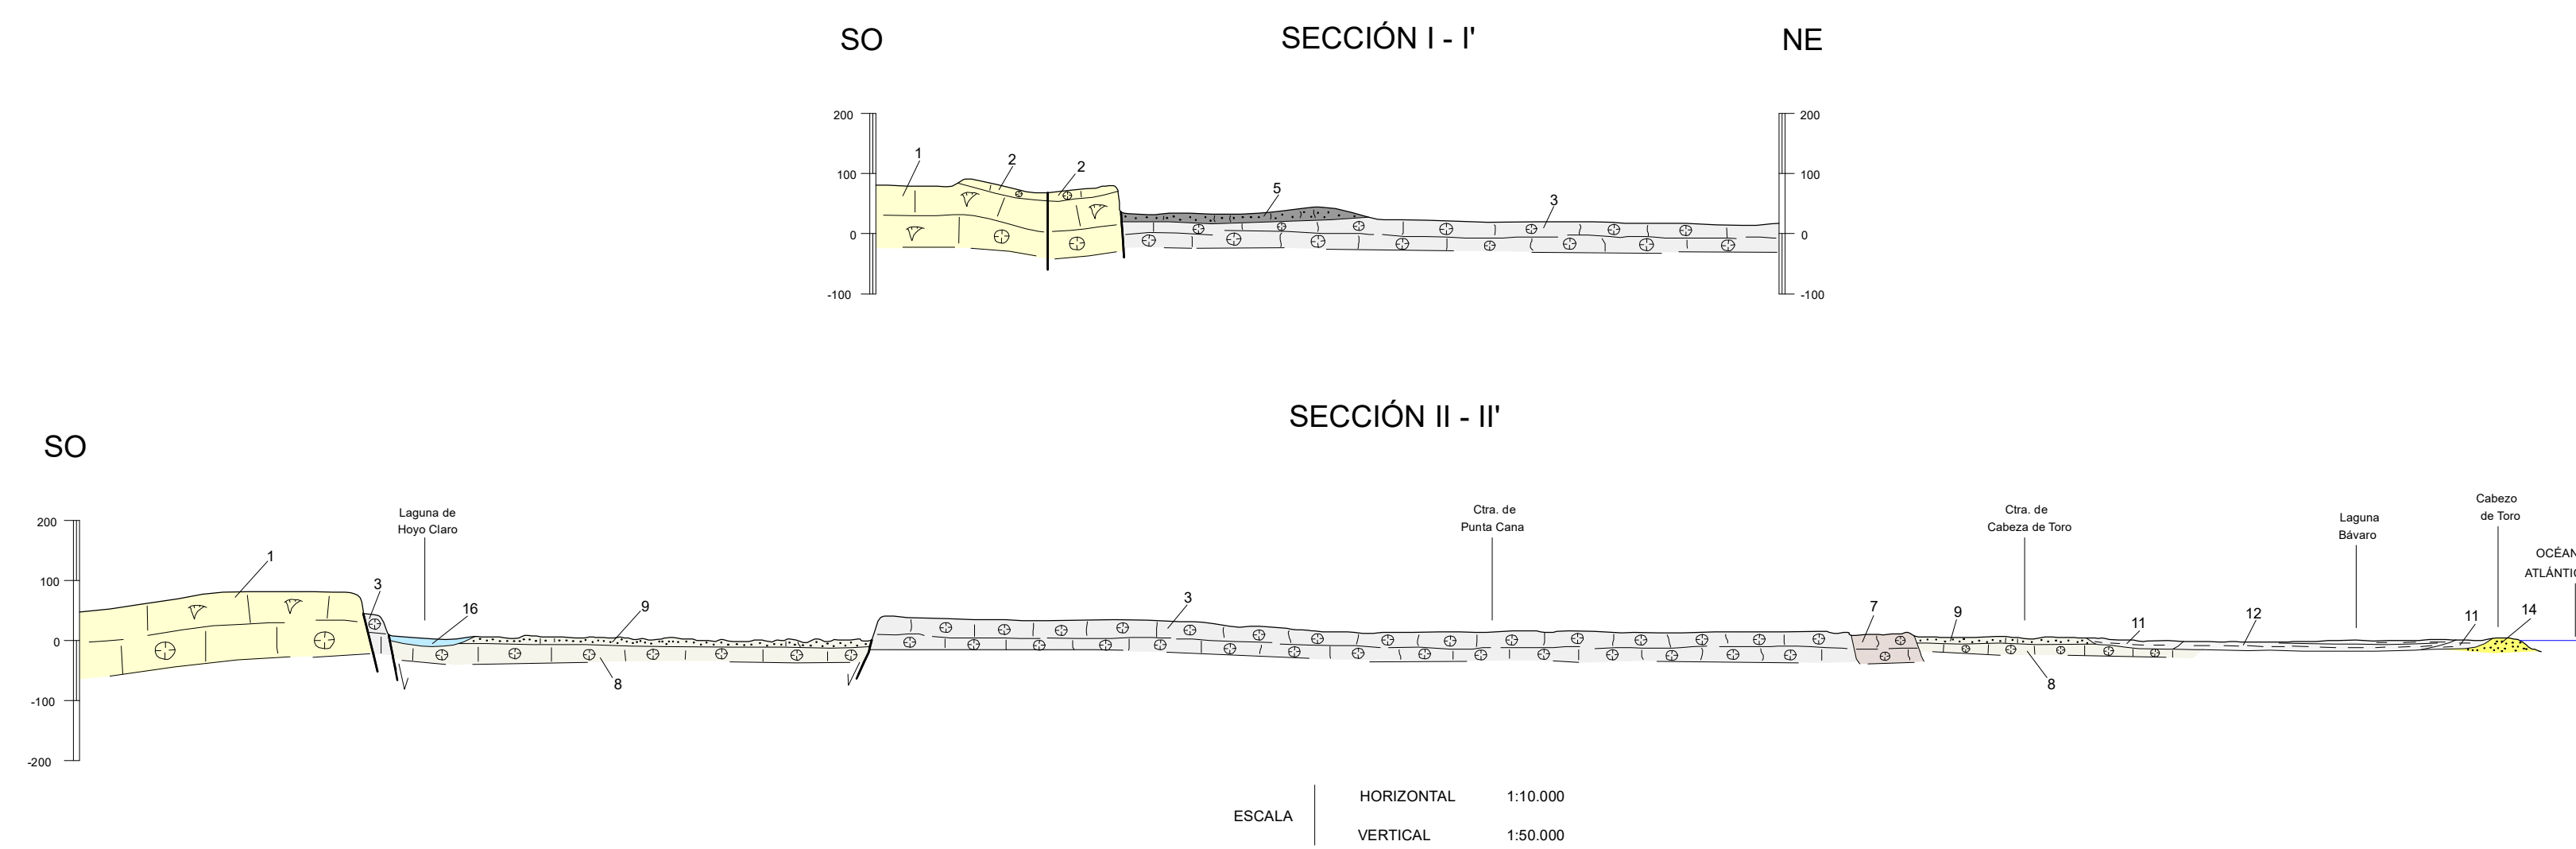 SO
SECCIÓN I - I'
NE
200
100
0
-100
1
2
2
5
3
200
100
0
-100
SECCIÓN II - II'
SO
200
100
0
-100
-200
1
3
Laguna de
Hoyo Claro
16
9
8
3
Ctra. de
Punta Cana
7
9
Ctra. de
Cabeza de Toro
8
11
12
Laguna
Bávaro
11
Cabezo
de Toro
14
OCÉAN
ATLÁNTIC
ESCALA
HORIZONTAL 1:10.000
VERTICAL 1:50.000